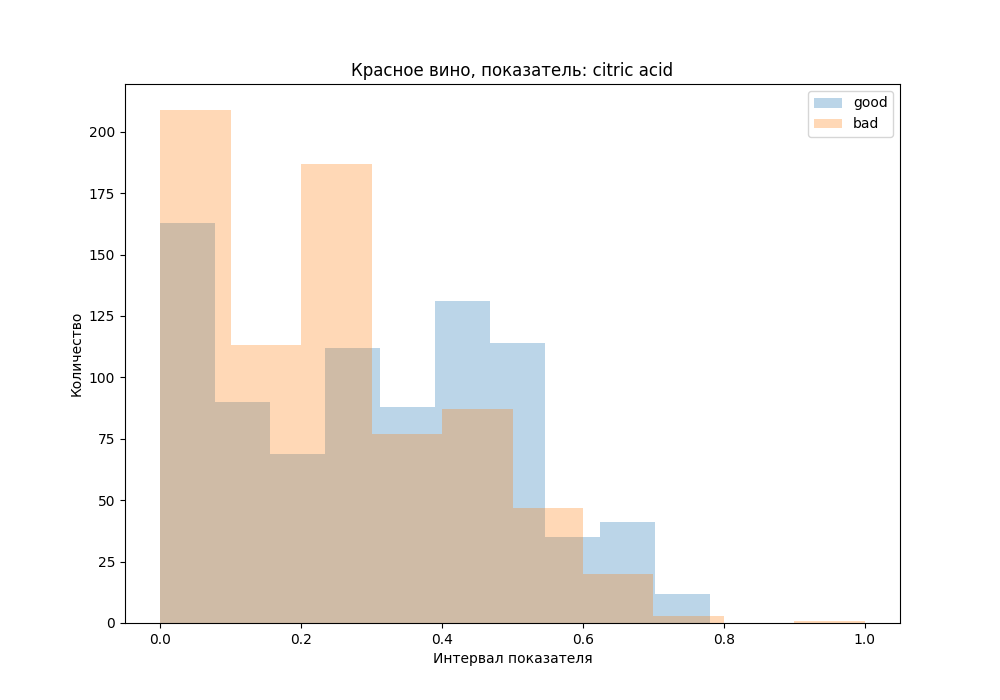 Красное вино, показатель: citric acid
good
bad
200
175
150
125
100
75
50
25
0
Количество
0.0 0.2 0.4 0.6 0.8 1.0
Интервал показателя